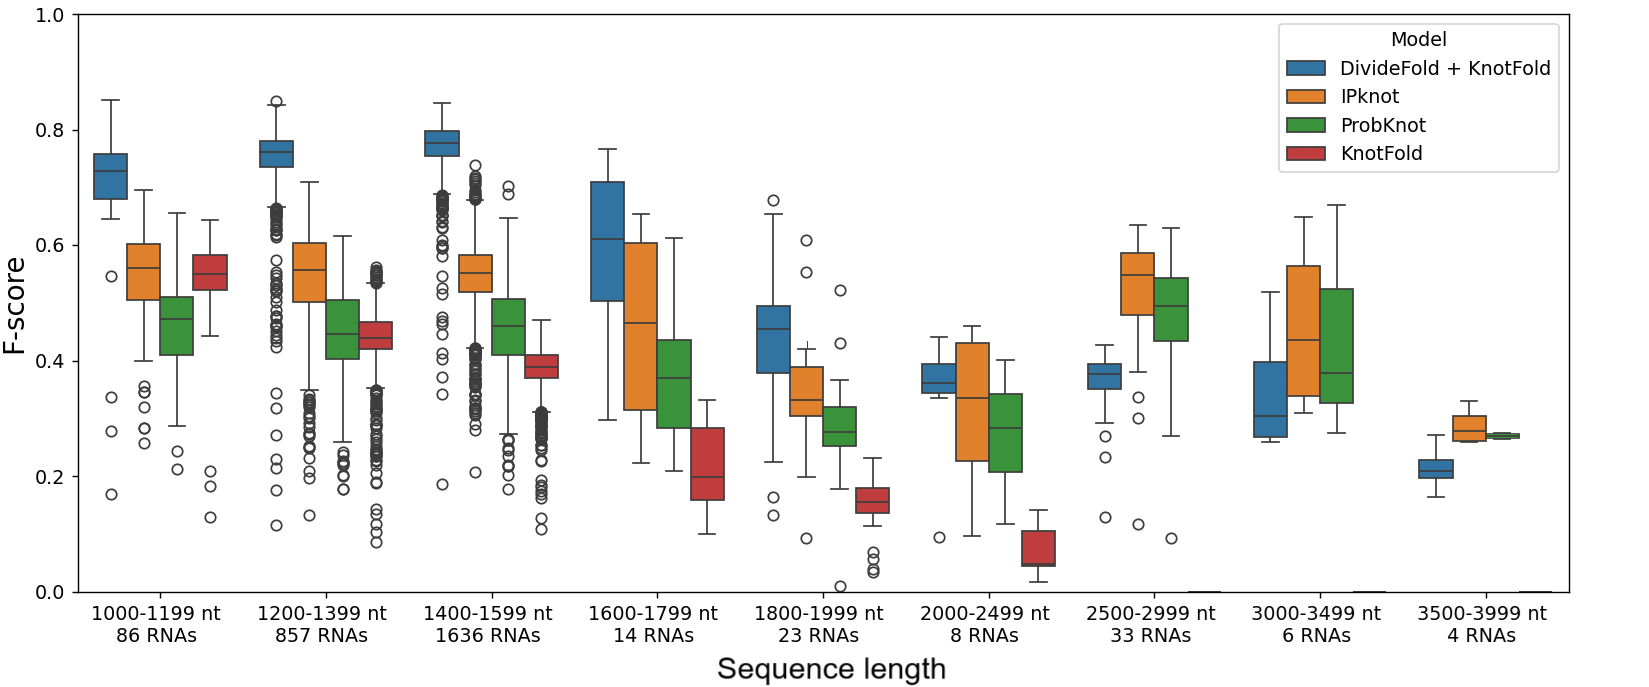 1.0
0.8
0.6
0.4
0.2
0.0
F-score
Model
DivideFold + KnotFold
IPknot
ProbKnot
KnotFold
1000-1199 nt
86 RNAs
1200-1399 nt
857 RNAs
1400-1599 nt
1636 RNAs
1600-1799 nt
14 RNAs
1800-1999 nt
23 RNAs
2000-2499 nt
8 RNAs
2500-2999 nt
33 RNAs
3000-3499 nt
6 RNAs
3500-3999 nt
4 RNAs
Sequence length